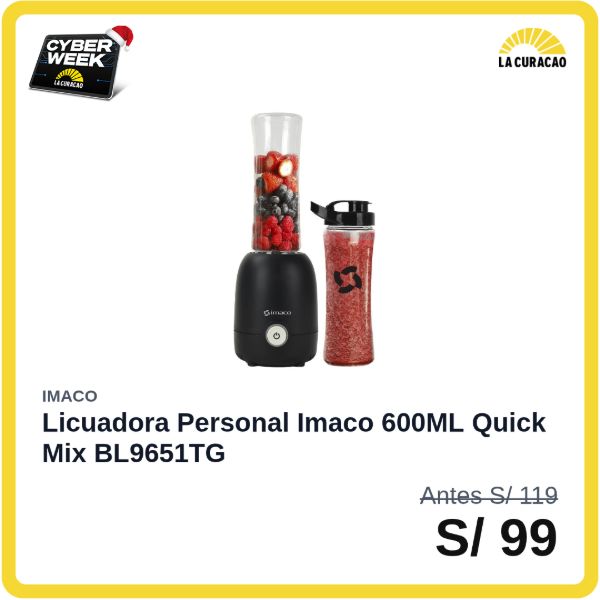 CYBER
WEEK
LA CURACAO
LA CURACAO
imaco
IMACO
Licuadora Personal Imaco 600ML Quick
Mix BL9651TG
Antes S/ 119
S/ 99